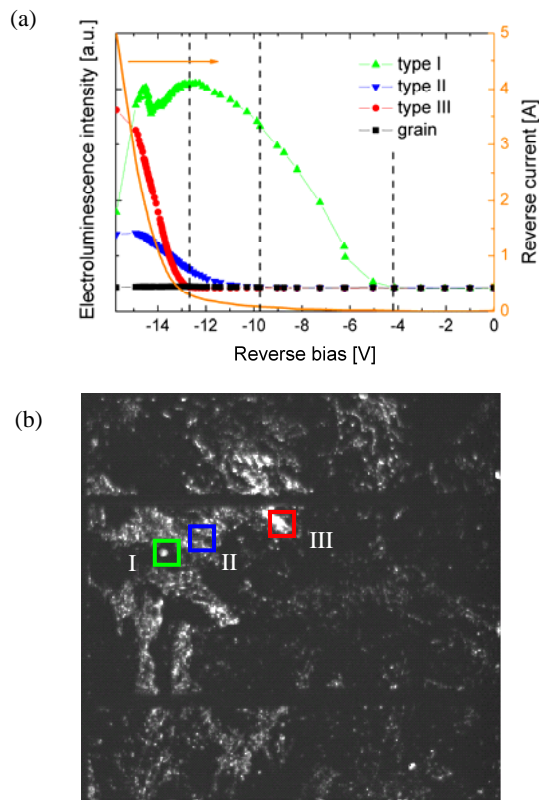 (a)
Electroluminescence intensity [a.u.]
type I
type II
type III
grain
5
4
3
2
1
0
Reverse current [A]
-14 -12 -10 -8 -6 -4 -2 0
Reverse bias [V]
(b)
I
II
III